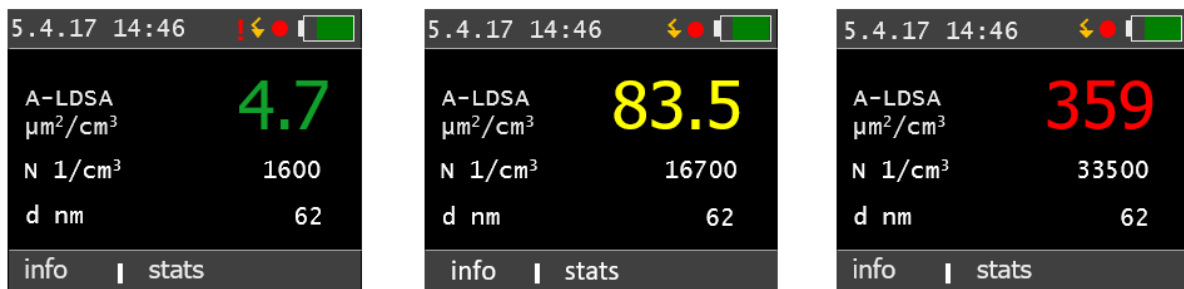 5.4.17 14:46 !
A-LDSA
µm²/cm³
4.7
N 1/cm³ 1600
d nm 62
info stats
5.4.17 14:46
A-LDSA
µm²/cm³
83.5
N 1/cm³ 16700
d nm 62
info stats
5.4.17 14:46
A-LDSA
µm²/cm³
359
N 1/cm³ 33500
d nm 62
info stats